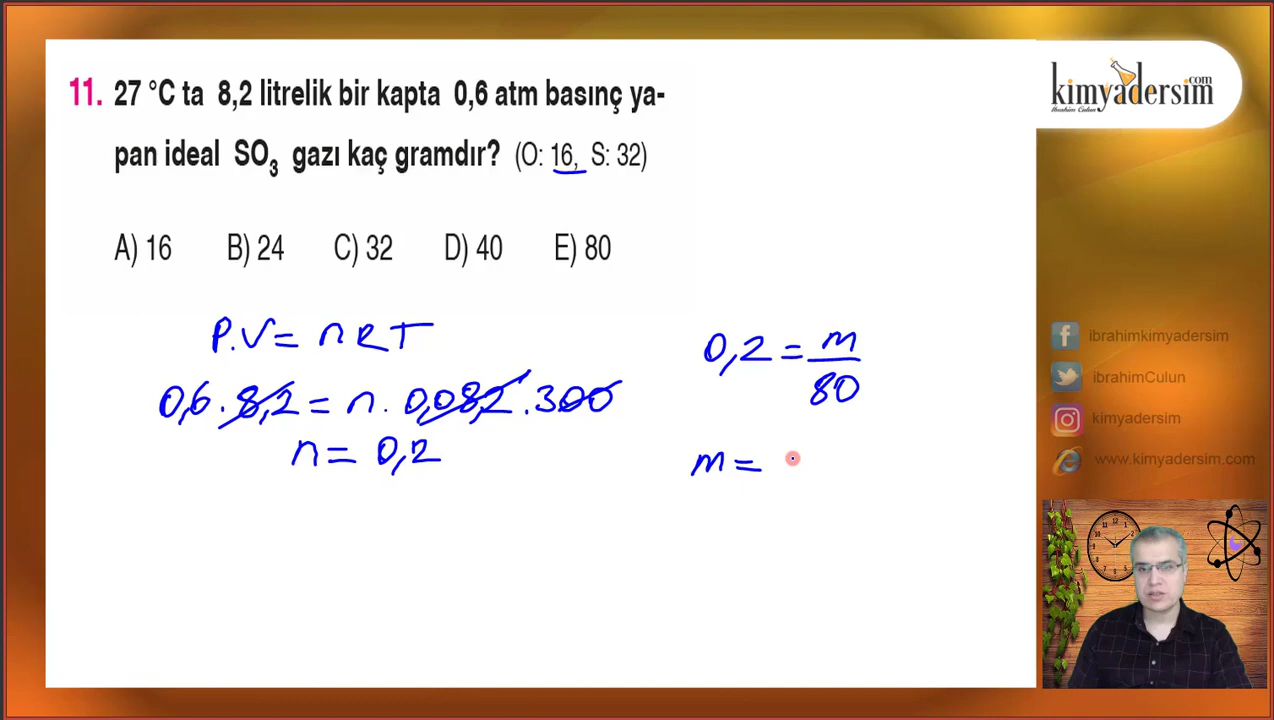 11. 27 °C ta 8,2 litrelik bir kapta 0,6 atm basınç ya-
pan ideal SO₃ gazı kaç gramdır? (O: 16, S: 32)
A) 16 B) 24 C) 32 D) 40 E) 80
P.V = n R T
0,6 . 8,2 = n . 0,082 . 300
n = 0,2
0,2 = m/80
m =
kimyadersim.com
İbrahim Culun
ibrahimkimyadersim
ibrahimCulun
kimyadersim
www.kimyadersim.com